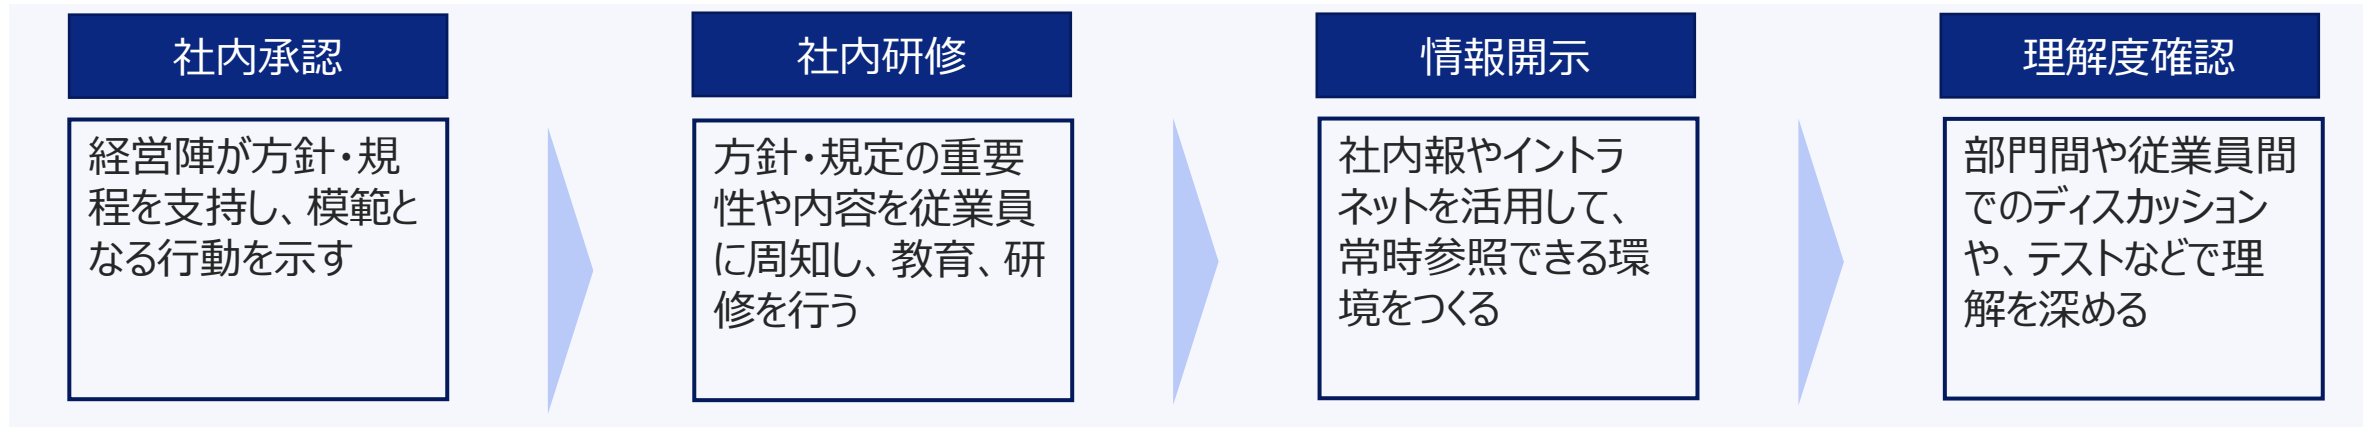 社内承認
経営陣が方針・規
程を支持し、模範と
なる行動を示す
社内研修
方針・規定の重要
性や内容を従業員
に周知し、教育、研
修を行う
情報開示
社内報やイントラ
ネットを活用して、
常時参照できる環
境をつくる
理解度確認
部門間や従業員間
でのディスカッション
や、テストなどで理
解を深める